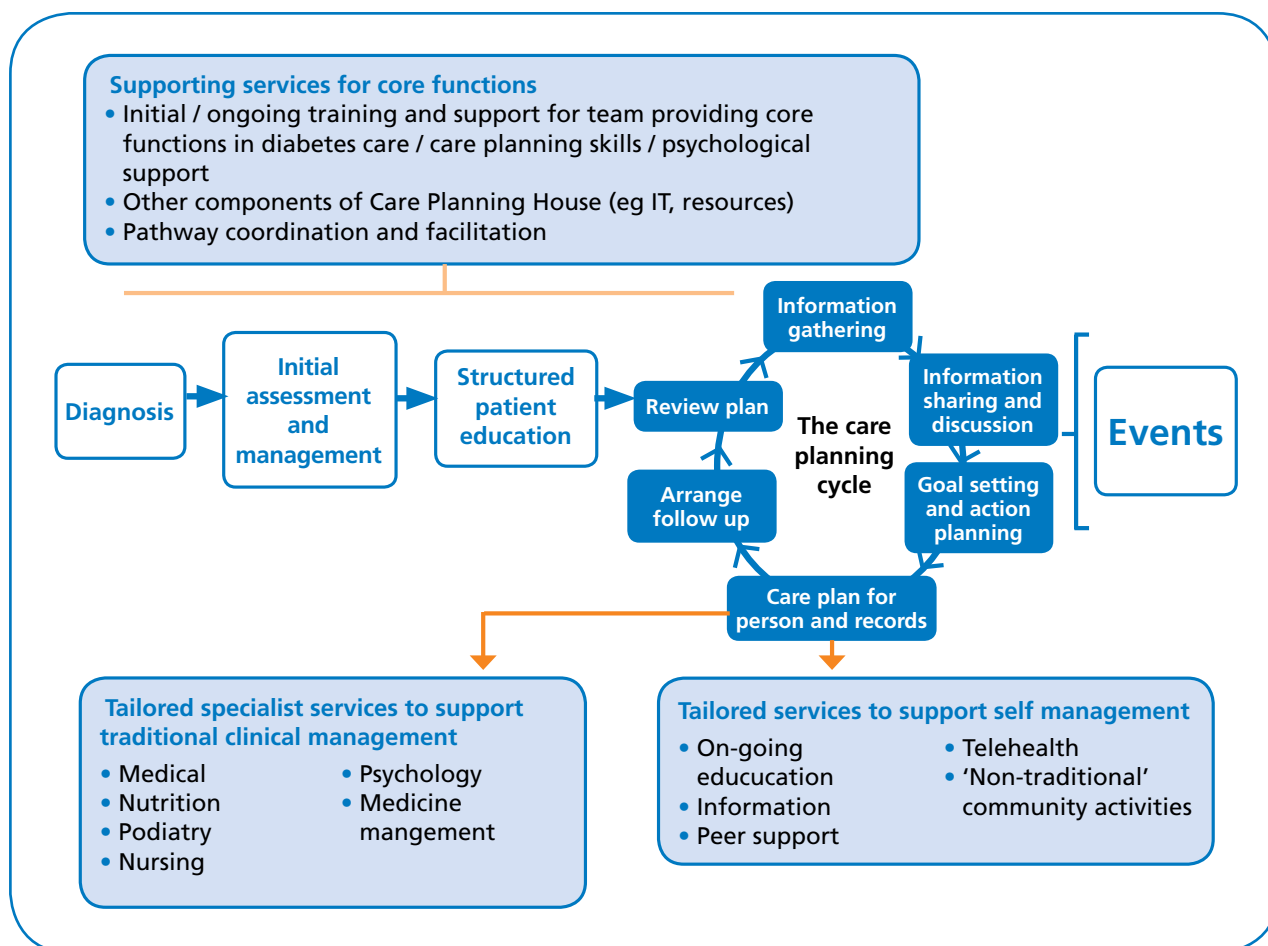 Supporting services for core functions
• Initial / ongoing training and support for team providing core
functions in diabetes care / care planning skills / psychological
support
• Other components of Care Planning House (eg IT, resources)
• Pathway coordination and facilitation
Diagnosis
Initial
assessment
and
management
Structured
patient
education
Review plan
Information
gathering
Information
sharing and
discussion
Goal setting
and action
planning
Care plan for
person and records
Arrange
follow up
The care
planning
cycle
Events
Tailored specialist services to support
traditional clinical management
• Medical
• Nutrition
• Podiatry
• Nursing
• Psychology
• Medicine
mangement
Tailored services to support self management
• On-going
educucation
• Information
• Peer support
• Telehealth
• ‘Non-traditional’
community activities